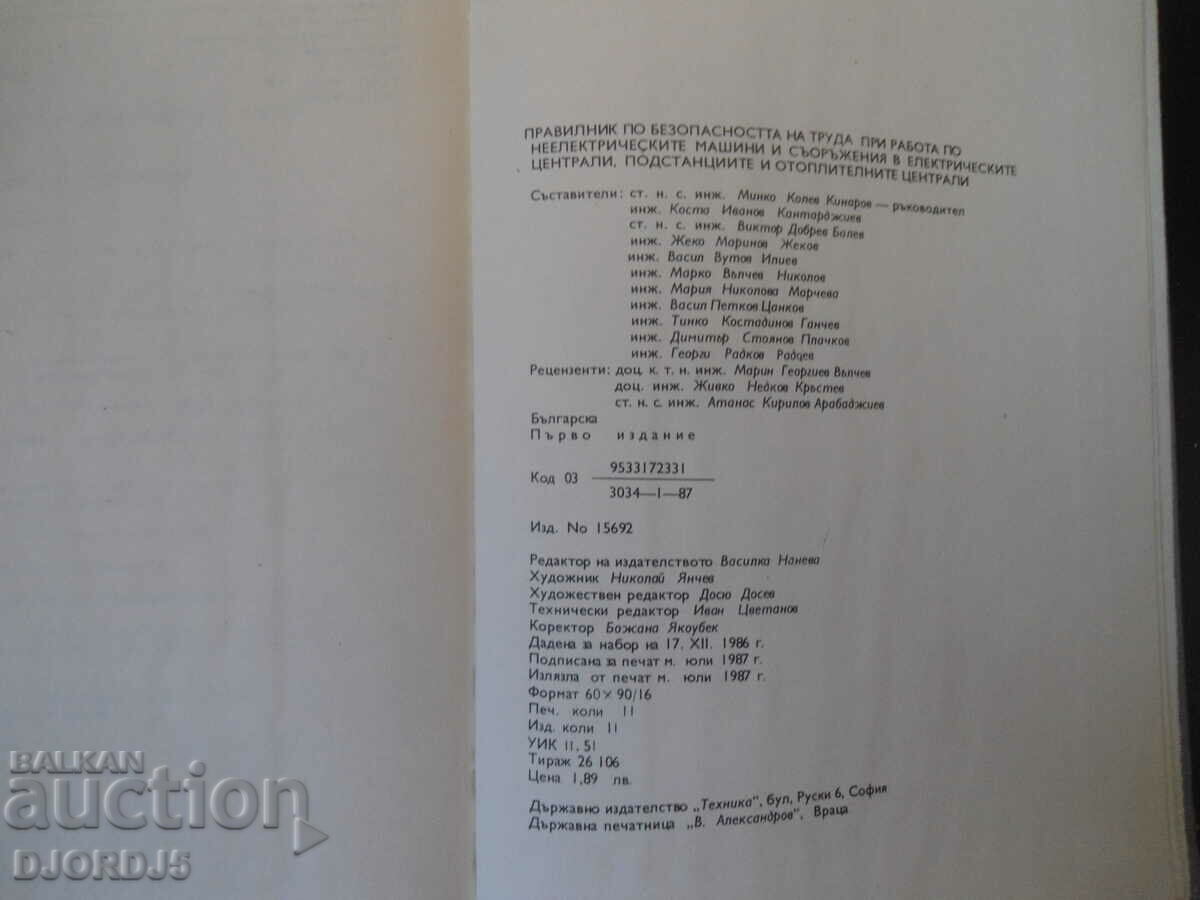 ПРАВИЛНИК ПО БЕЗОПАСНОСТТА НА ТРУДА ПРИ РАБОТА ПО
НЕЕЛЕКТРИЧЕСКИТЕ МАШИНИ И СЪОРЪЖЕНИЯ В ЕЛЕКТРИЧЕСКИТЕ
ЦЕНТРАЛИ, ПОДСТАНЦИИТЕ И ОТОПЛИТЕЛНИТЕ ЦЕНТРАЛИ
Съставители: ст. н. с. инж. Минко Колев Кинаров — ръководител
инж. Коста Иванов Кантарджиев
ст. н. с. инж. Виктор Добрев Балев
инж. Жеко Маринов Жеков
инж. Васил Вутов Илиев
инж. Марко Вълчев Николов
инж. Мария Николова Марчева
инж. Васил Петков Цанков
инж. Тинко Костадинов Ганчев
инж. Димитър Стоянов Плачков
инж. Георги Радков Радцев
Рецензенти: доц. к. т. н. инж. Марин Георгиев Вълчев
доц. инж. Живко Недков Кръстев
ст. н. с. инж. Атанас Кирилов Арабаджиев
Българска
Първо издание
9533172331
Код 03
3034—1—87
Изд. No 15692
Редактор на издателството Василка Нанева
Художник Николай Янчев
Художествен редактор Досю Досев
Технически редактор Иван Цветанов
Коректор Божана Якоубек
Дадена за набор на 17. XII. 1986 г.
Подписана за печат м. юли 1987 г.
Излязла от печат м. юли 1987 г.
Формат 60×90/16
Печ. коли 11
Изд. коли 11
УИК 11.51
Тираж 26 106
Цена 1,89 лв.
Държавно издателство „Техника", бул, Руски 6, София
Държавна печатница „В. Александров", Враца
BALKAN
auction
DJORDJ5